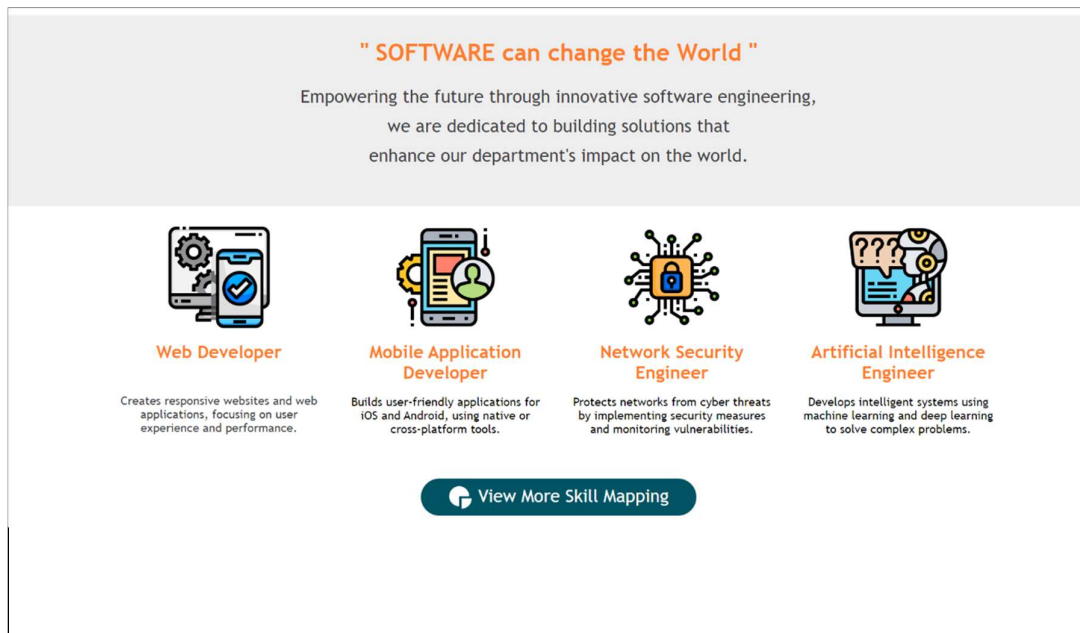 " SOFTWARE can change the World "
Empowering the future through innovative software engineering,
we are dedicated to building solutions that
enhance our department's impact on the world.
???
Web Developer
Creates responsive websites and web
applications, focusing on user
experience and performance.
Mobile Application
Developer
Builds user-friendly applications for
iOS and Android, using native or
cross-platform tools.
Network Security
Engineer
Protects networks from cyber threats
by implementing security measures
and monitoring vulnerabilities.
Artificial Intelligence
Engineer
Develops intelligent systems using
machine learning and deep learning
to solve complex problems.
View More Skill Mapping